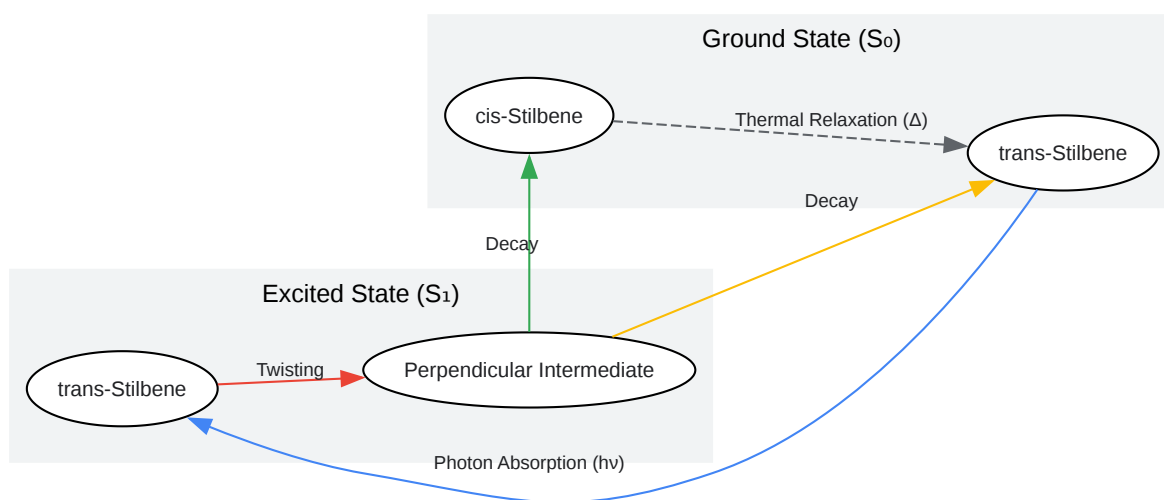 Ground State (S₀)
cis-Stilbene
Thermal Relaxation (Δ)
trans-Stilbene
Decay
Decay
Excited State (S₁)
trans-Stilbene
Twisting
Perpendicular Intermediate
Photon Absorption (hν)